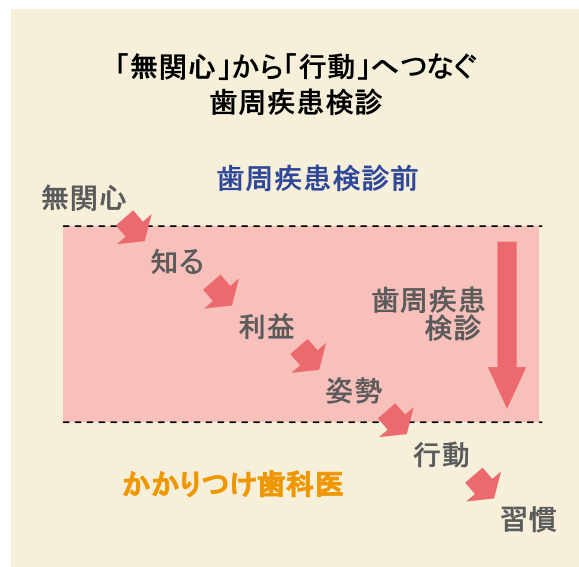 「無関心」から「行動」へつなぐ
歯周疾患検診
歯周疾患検診前
無関心
知る
利益
歯周疾患
検診
姿勢
行動
かかりつけ歯科医
習慣